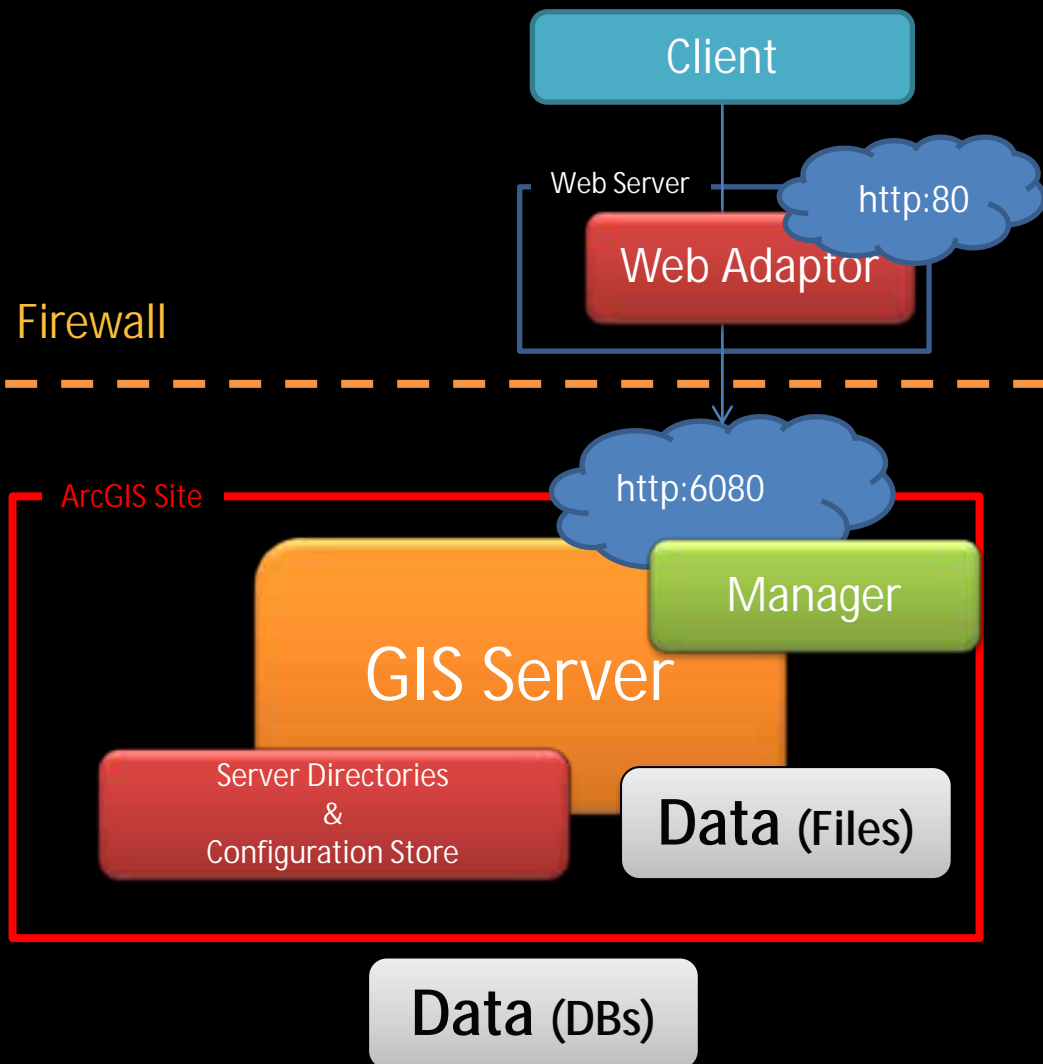 Client
Web Server
http:80
Web Adaptor
Firewall
http:6080
ArcGIS Site
Manager
GIS Server
Server Directories
&
Configuration Store
Data (Files)
Data (DBs)